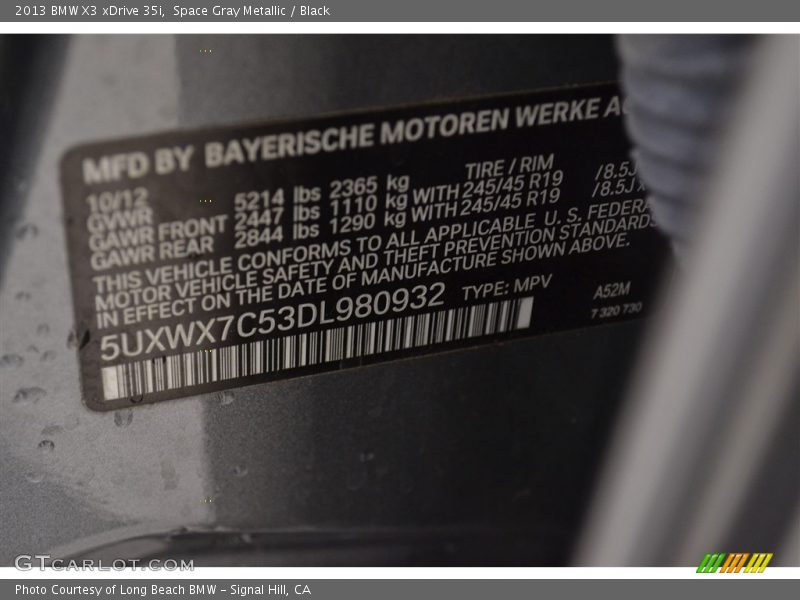 2013 BMW X3 xDrive 35i, Space Gray Metallic / Black
MFD BY BAYERISCHE MOTOREN WERKE
10/12 TIRE / RIM
GVWR 5214 lbs 2365 kg
GAWR FRONT 2447 lbs 1110 kg WITH 245/45 R19 /8.5J
GAWR REAR 2844 lbs 1290 kg WITH 245/45 R19 /8.5J
THIS VEHICLE CONFORMS TO ALL APPLICABLE U. S.
MOTOR VEHICLE SAFETY AND THEFT PREVENTION STANDARDS
IN EFFECT ON THE DATE OF MANUFACTURE SHOWN ABOVE.
5UXWX7C53DL980932 TYPE: MPV A52M
7 320 730
GTCARLOT.COM
Photo Courtesy of Long Beach BMW - Signal Hill, CA